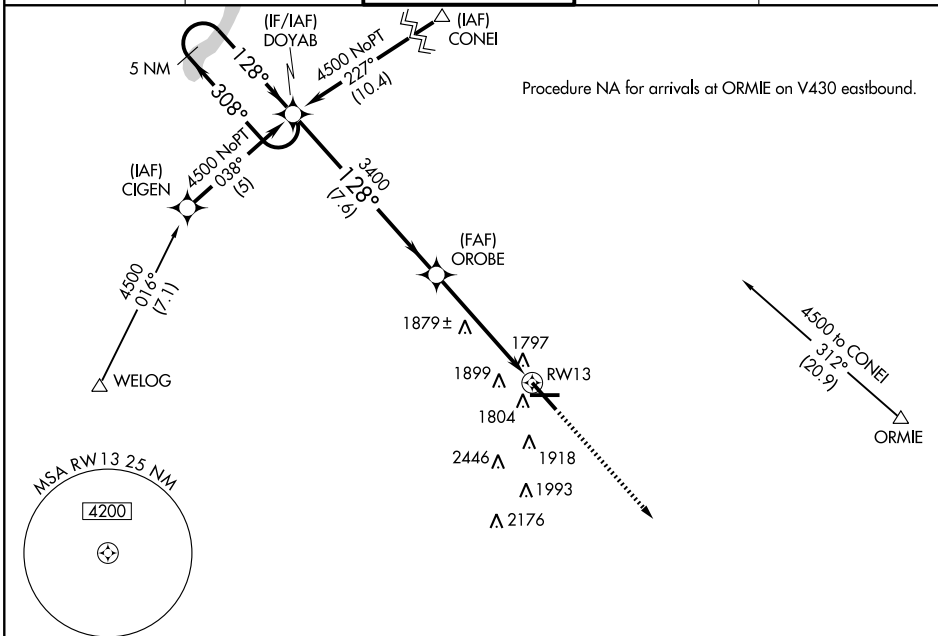 (IF/IAF)
DOYAB
(IAF)
CONEI
5 NM
128°
308°
4500 NoPT
227°
(10.4)
Procedure NA for arrivals at ORMIE on V430 eastbound.
4500 NoPT
038°
(5)
(IAF)
CIGEN
3400
128°
(7.6)
(FAF)
OROBE
4500
016°
(7.1)
WELOG
1879±
1797
1899
RW13
1804
4500 to CONEI
312°
(20.9)
ORMIE
1918
2446
1993
2176
MSA RW13 25 NM
4200